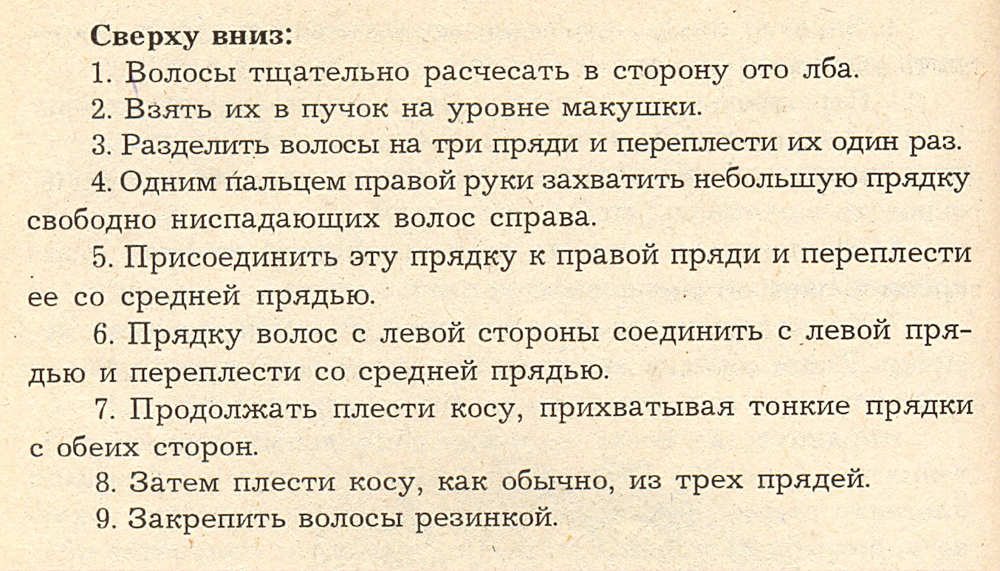 Сверху вниз:
1. Волосы тщательно расчесать в сторону ото лба.
2. Взять их в пучок на уровне макушки.
3. Разделить волосы на три пряди и переплести их один раз.
4. Одним пальцем правой руки захватить небольшую прядку
свободно ниспадающих волос справа.
5. Присоединить эту прядку к правой пряди и переплести
ее со средней прядью.
6. Прядку волос с левой стороны соединить с левой пря-
дью и переплести со средней прядью.
7. Продолжать плести косу, прихватывая тонкие прядки
с обеих сторон.
8. Затем плести косу, как обычно, из трех прядей.
9. Закрепить волосы резинкой.